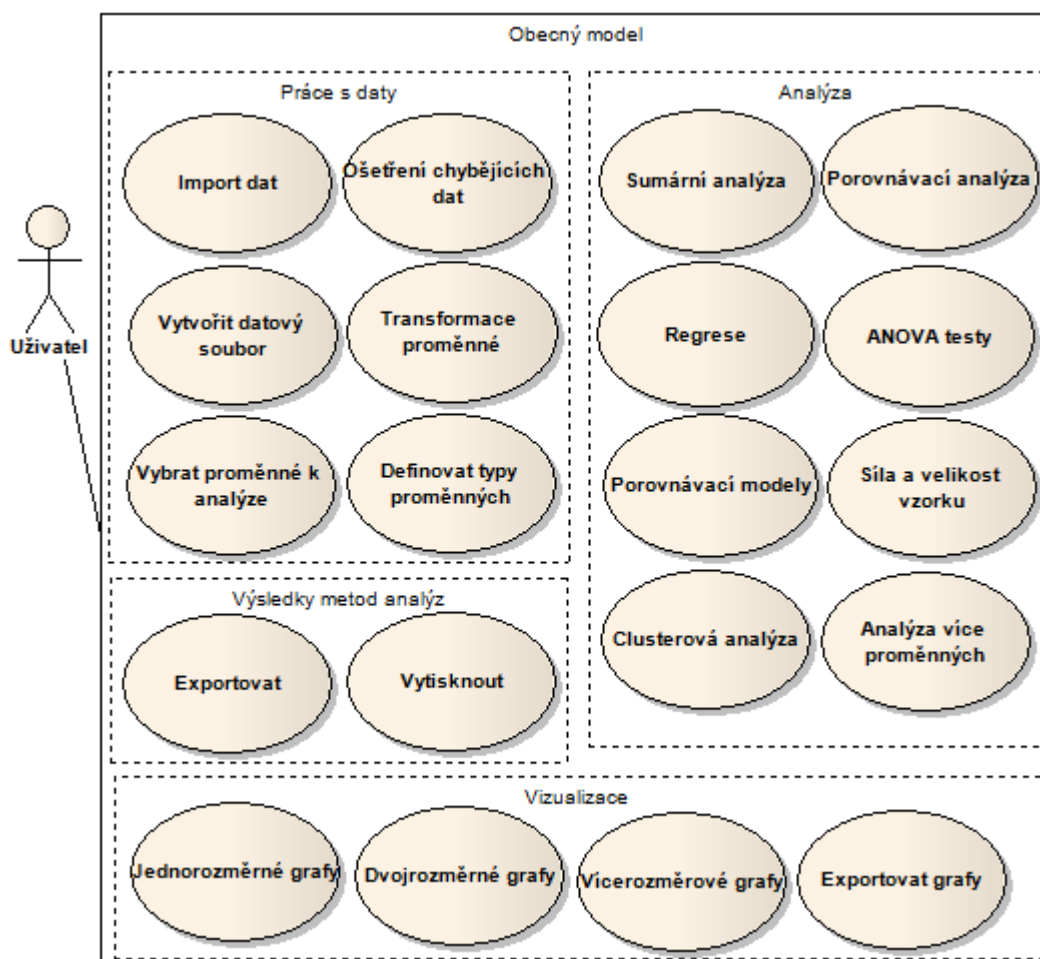 Obecný model
Práce s daty
Import dat
Ošetření chybějících
dat
Vytvořit datový
soubor
Transformace
proměnné
Vybrat proměnné k
analýze
Definovat typy
proměnných
Analýza
Sumární analýza
Porovnávací analýza
Regrese
ANOVA testy
Porovnávací modely
Síla a velikost
vzorku
Clusterová analýza
Analýza více
proměnných
Uživatel
Výsledky metod analýz
Exportovat
Vytisknout
Vizualizace
Jednorozměrné grafy
Dvojrozměrné grafy
Vícerozměrové grafy
Exportovat grafy